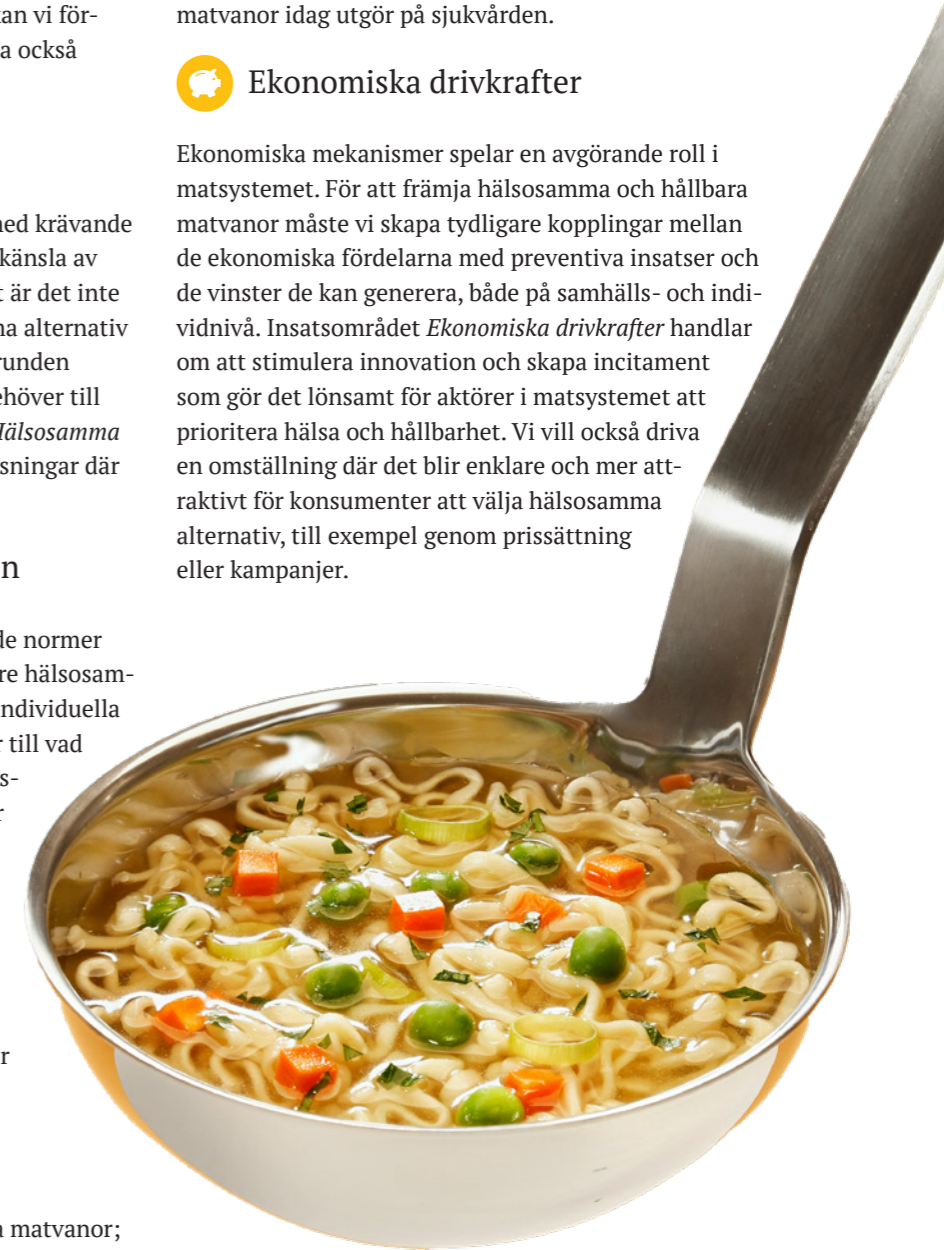 kan vi för-
a också
med krävande
känsla av
t är det inte
na alternativ
runden
ehöver till
Hälsosamma
sningar där
n
de normer
re hälsosam-
individuella
r till vad
s-
r
r
a matvanor;
matvanor idag utgör på sjukvården.
Ekonomiska drivkrafter
Ekonomiska mekanismer spelar en avgörande roll i
matsystemet. För att främja hälsosamma och hållbara
matvanor måste vi skapa tydligare kopplingar mellan
de ekonomiska fördelarna med preventiva insatser och
de vinster de kan generera, både på samhälls- och indi-
vidnivå. Insatsområdet Ekonomiska drivkrafter handlar
om att stimulera innovation och skapa incitament
som gör det lönsamt för aktörer i matsystemet att
prioritera hälsa och hållbarhet. Vi vill också driva
en omställning där det blir enklare och mer att-
raktivt för konsumenter att välja hälsosamma
alternativ, till exempel genom prissättning
eller kampanjer.